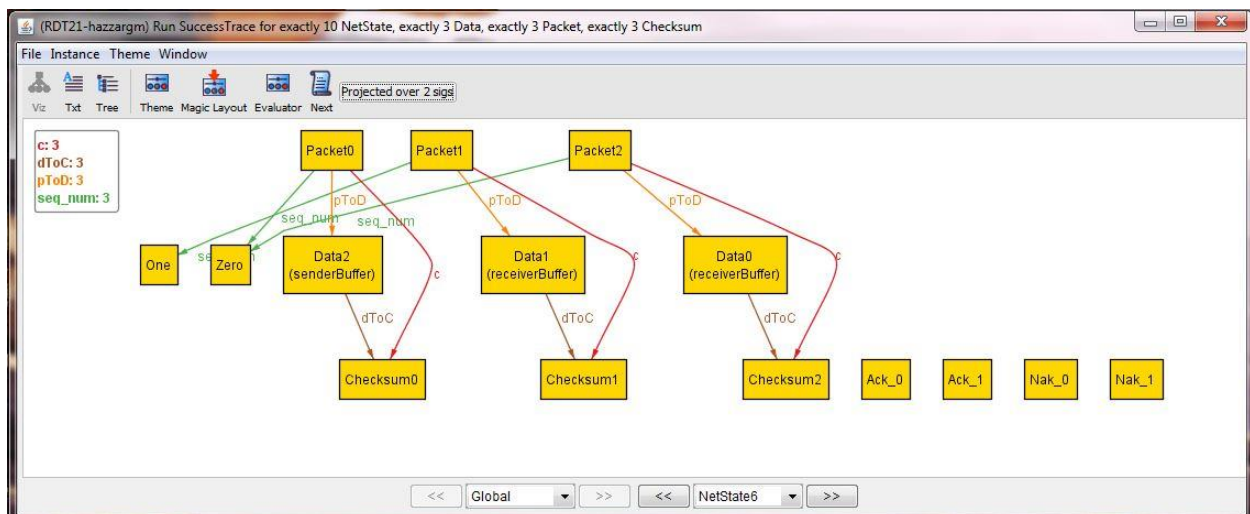 (RDT21-hazzargm) Run SuccessTrace for exactly 10 NetState, exactly 3 Data, exactly 3 Packet, exactly 3 Checksum
File Instance Theme Window
Viz Txt Tree Theme Magic Layout Evaluator Next Projected over 2 sigs
c: 3
dToC: 3
pToD: 3
seq_num: 3
Packet0 Packet1 Packet2
pToD pToD pToD
seq_num seq_num
One Zero
Data2
(senderBuffer)
Data1
(receiverBuffer)
Data0
(receiverBuffer)
c c c
dToC dToC dToC
Checksum0 Checksum1 Checksum2 Ack_0 Ack_1 Nak_0 Nak_1
<< Global >> << NetState6 >>